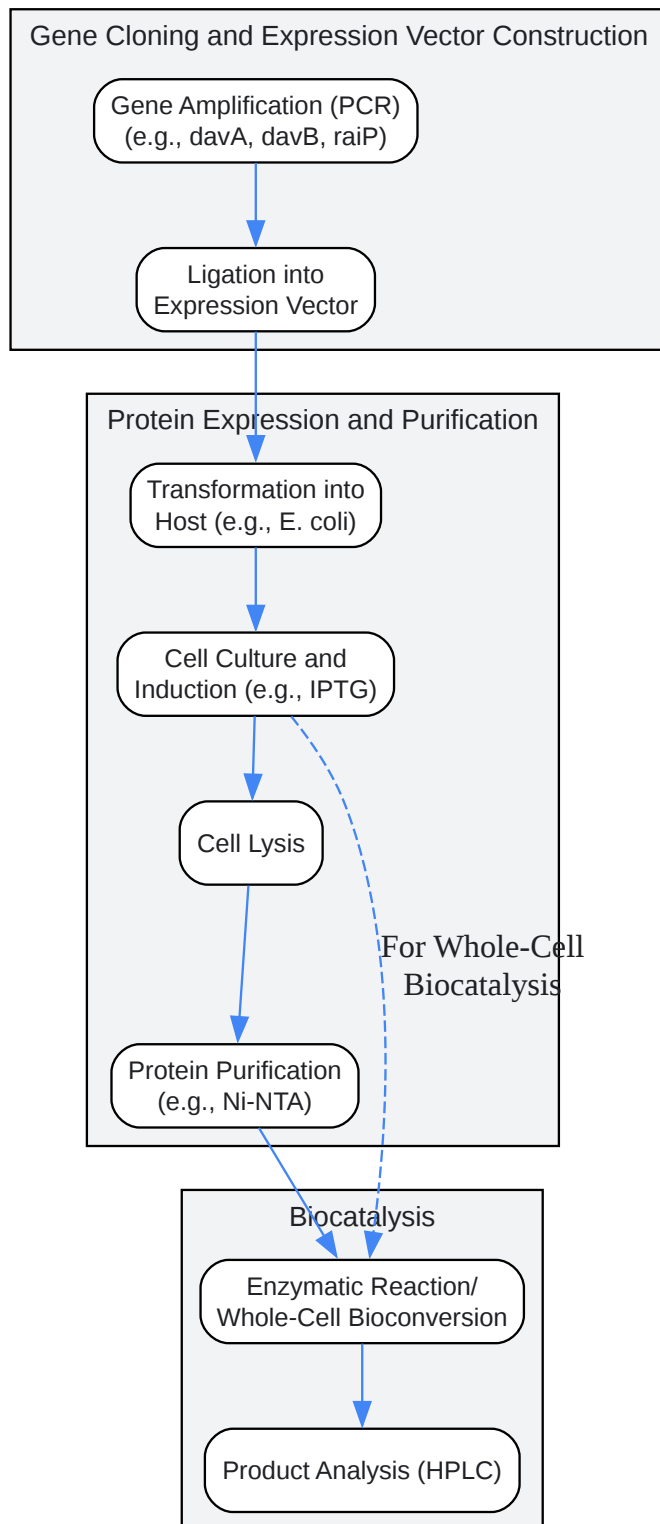 Gene Cloning and Expression Vector Construction
Gene Amplification (PCR)
(e.g., davA, davB, raiP)
Ligation into
Expression Vector
Protein Expression and Purification
Transformation into
Host (e.g., E. coli)
Cell Culture and
Induction (e.g., IPTG)
Cell Lysis
For Whole-Cell
Biocatalysis
Protein Purification
(e.g., Ni-NTA)
Biocatalysis
Enzymatic Reaction/
Whole-Cell Bioconversion
Product Analysis (HPLC)